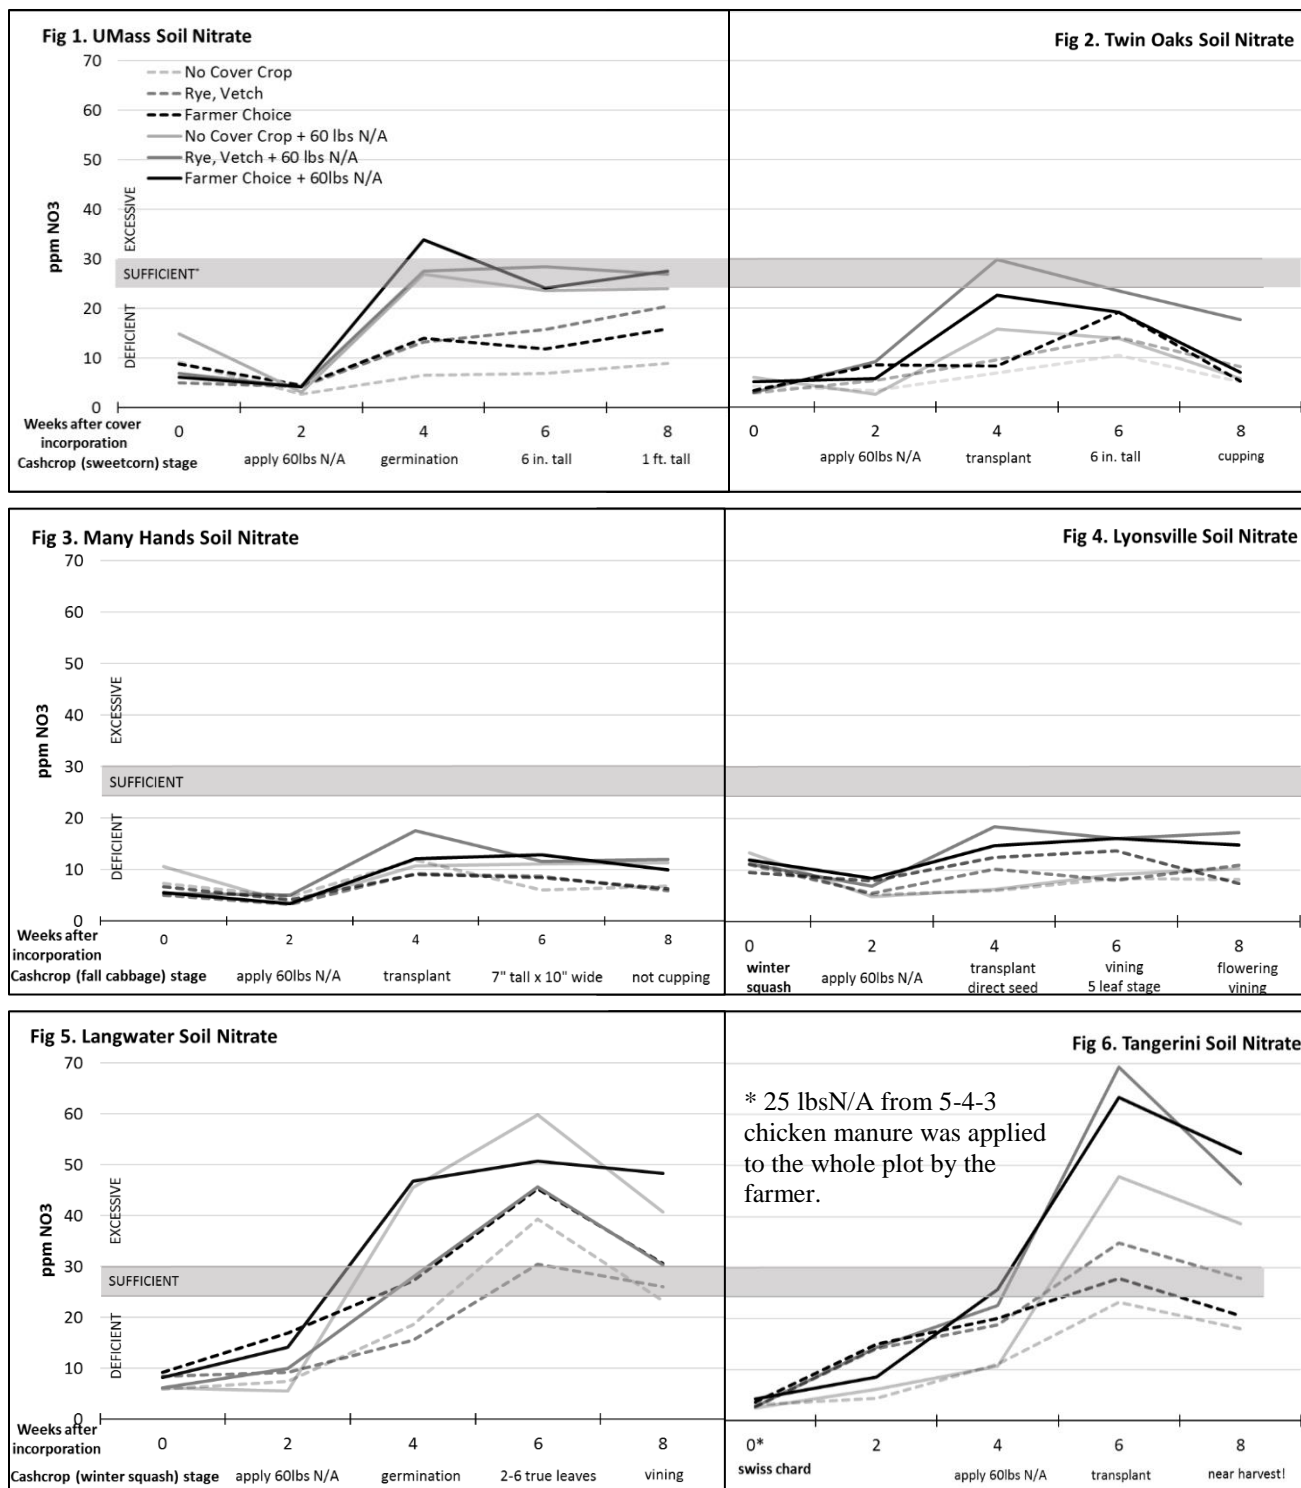 Fig 1. UMass Soil Nitrate
70
60
50
40
30
20
10
0
ppm NO3
EXCESSIVE
SUFFICIENT*
DEFICIENT
No Cover Crop
Rye, Vetch
Farmer Choice
No Cover Crop + 60 lbs N/A
Rye, Vetch + 60 lbs N/A
Farmer Choice + 60lbs N/A
Weeks after cover
incorporation
0 2 4 6 8
Cashcrop (sweetcorn) stage apply 60lbs N/A germination 6 in. tall 1 ft. tall
Fig 2. Twin Oaks Soil Nitrate
0 2 4 6 8
apply 60lbs N/A transplant 6 in. tall cupping
Fig 3. Many Hands Soil Nitrate
70
60
50
40
30
20
10
0
ppm NO3
EXCESSIVE
SUFFICIENT
DEFICIENT
Weeks after
incorporation
0 2 4 6 8
Cashcrop (fall cabbage) stage apply 60lbs N/A transplant 7" tall x 10" wide not cupping
Fig 4. Lyonsville Soil Nitrate
0 2 4 6 8
winter
squash
apply 60lbs N/A
transplant
direct seed
vining
5 leaf stage
flowering
vining
Fig 5. Langwater Soil Nitrate
70
60
50
40
30
20
10
0
ppm NO3
EXCESSIVE
SUFFICIENT
DEFICIENT
Weeks after
incorporation
0 2 4 6 8
Cashcrop (winter squash) stage apply 60lbs N/A germination 2-6 true leaves vining
Fig 6. Tangerini Soil Nitrate
* 25 lbsN/A from 5-4-3
chicken manure was applied
to the whole plot by the
farmer.
0* 2 4 6 8
swiss chard apply 60lbs N/A transplant near harvest!